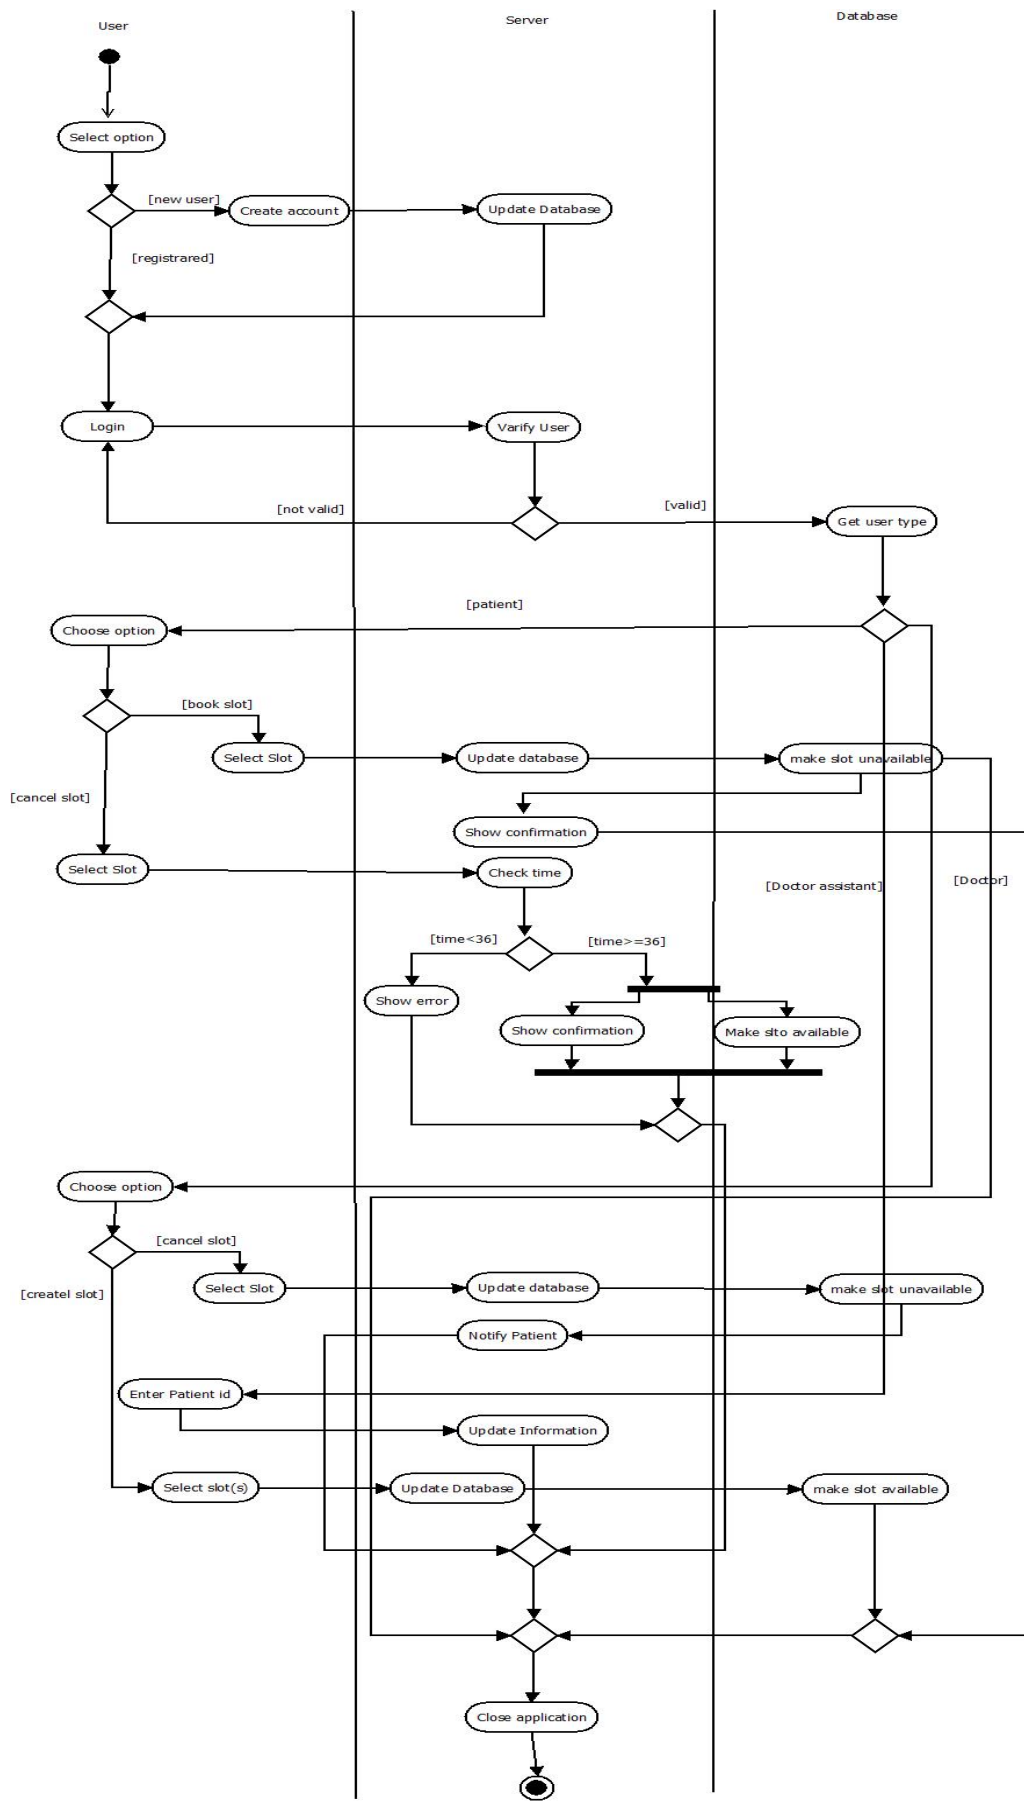 User
Server
Database
Select option
[new user]
Create account
Update Database
[registrared]
Login
Varify User
[not valid]
[valid]
Get user type
[patient]
Choose option
[book slot]
Select Slot
Update database
make slot unavailable
[cancel slot]
Show confirmation
Select Slot
Check time
[Doctor assistant]
[Doctor]
[time<36]
[time>=36]
Show error
Show confirmation
Make slto available
Choose option
[cancel slot]
Select Slot
Update database
make slot unavailable
[createl slot]
Notify Patient
Enter Patient id
Update Information
Select slot(s)
Update Database
make slot available
Close application